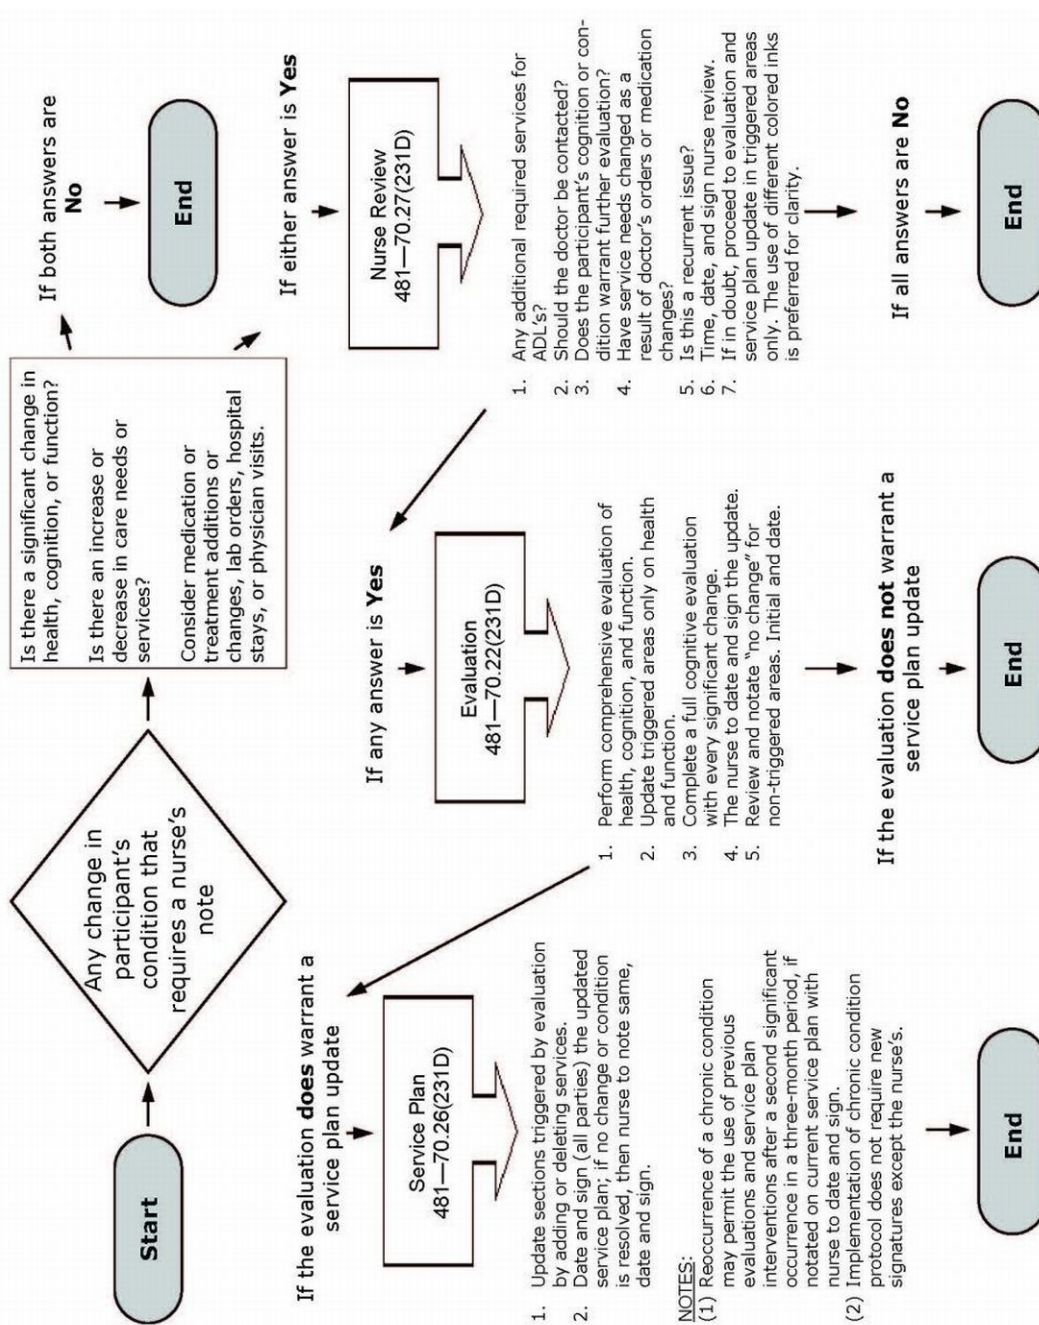 Start
Any change in
participant's
condition that
requires a nurse's
note
Is there a significant change in
health, cognition, or function?
Is there an increase or
decrease in care needs or
services?
Consider medication or
treatment additions or
changes, lab orders, hospital
stays, or physician visits.
If both answers are
No
End
If either answer is Yes
Nurse Review
481—70.27(231D)
1. Any additional required services for
ADL's?
2. Should the doctor be contacted?
3. Does the participant's cognition or con-
dition warrant further evaluation?
4. Have service needs changed as a
result of doctor's orders or medication
changes?
5. Is this a recurrent issue?
6. Time, date, and sign nurse review.
7. If in doubt, proceed to evaluation and
service plan update in triggered areas
only. The use of different colored inks
is preferred for clarity.
If all answers are No
End
If any answer is Yes
Evaluation
481—70.22(231D)
1. Perform comprehensive evaluation of
health, cognition, and function.
2. Update triggered areas only on health
and function.
3. Complete a full cognitive evaluation
with every significant change.
4. The nurse to date and sign the update.
5. Review and notate "no change" for
non-triggered areas. Initial and date.
If the evaluation does not warrant a
service plan update
End
If the evaluation does warrant a
service plan update
Service Plan
481—70.26(231D)
1. Update sections triggered by evaluation
by adding or deleting services.
2. Date and sign (all parties) the updated
service plan; if no change or condition
is resolved, then nurse to note same,
date and sign.
NOTES:
(1) Reoccurrence of a chronic condition
may permit the use of previous
evaluations and service plan
interventions after a second significant
occurrence in a three-month period, if
notated on current service plan with
nurse to date and sign.
(2) Implementation of chronic condition
protocol does not require new
signatures except the nurse's.
End